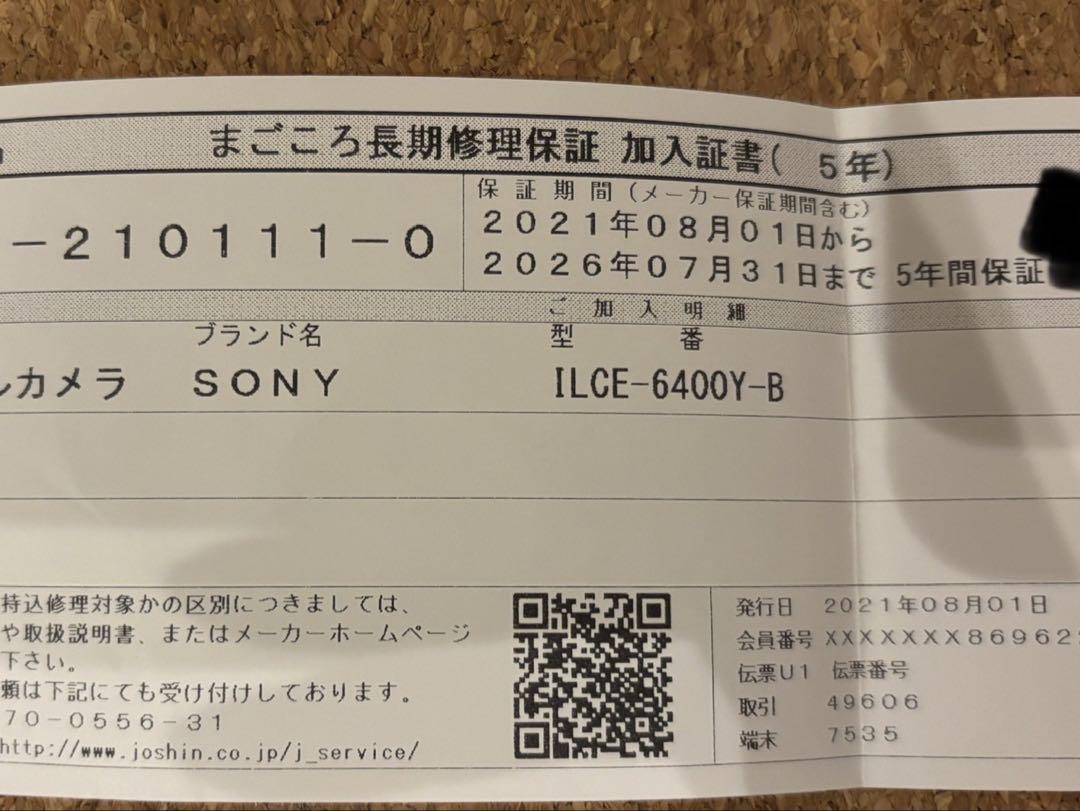 まごころ長期修理保証 加入証書( 5年)
保証期間(メーカー保証期間含む)
-210111-0
2021年08月01日から
2026年07月31日まで 5年間保証
ご加入明細
ブランド名 型番
ルカメラ SONY ILCE-6400Y-B
持込修理対象かの区別につきましては、
や取扱説明書、またはメーカーホームページ
下さい。
頼は下記にても受け付けしております。
70-0556-31
http://www.joshin.co.jp/j_service/
発行日 2021年08月01日
会員番号 XXXXXXX86962
伝票U1 伝票番号
取引 49606
端末 7535